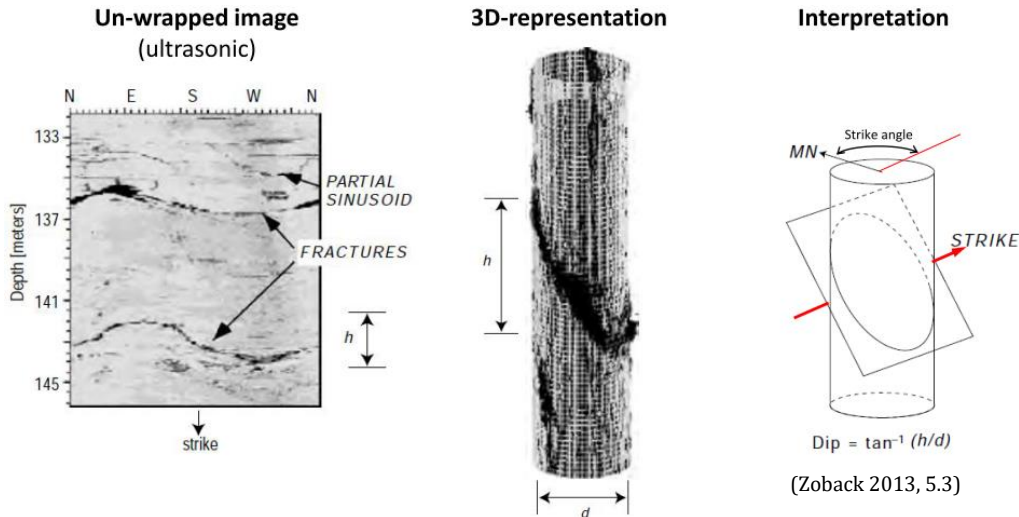 Un-wrapped image
(ultrasonic)
N E S W N
Depth [meters]
133
137
141
145
PARTIAL
SINUSOID
FRACTURES
h
strike
3D-representation
h
d
Interpretation
Strike angle
MN
STRIKE
Dip = tan⁻¹ (h/d)
(Zoback 2013, 5.3)